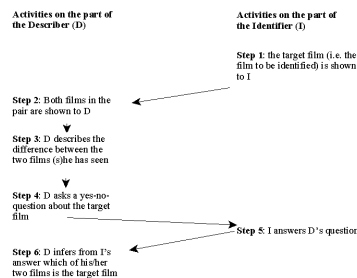 Activities on the part of
the Describer (D)
Activities on the part of
the Identifier (I)
Step 1: the target film (i.e. the
film to be identified) is shown
to I
Step 2: Both films in the
pair are shown to D
Step 3: D describes the
difference between the
two films (s)he has seen
Step 4: D asks a yes-no-
question about the target
film
Step 5: I answers D's question
Step 6: D infers from I's
answer which of his/her
two films is the target film